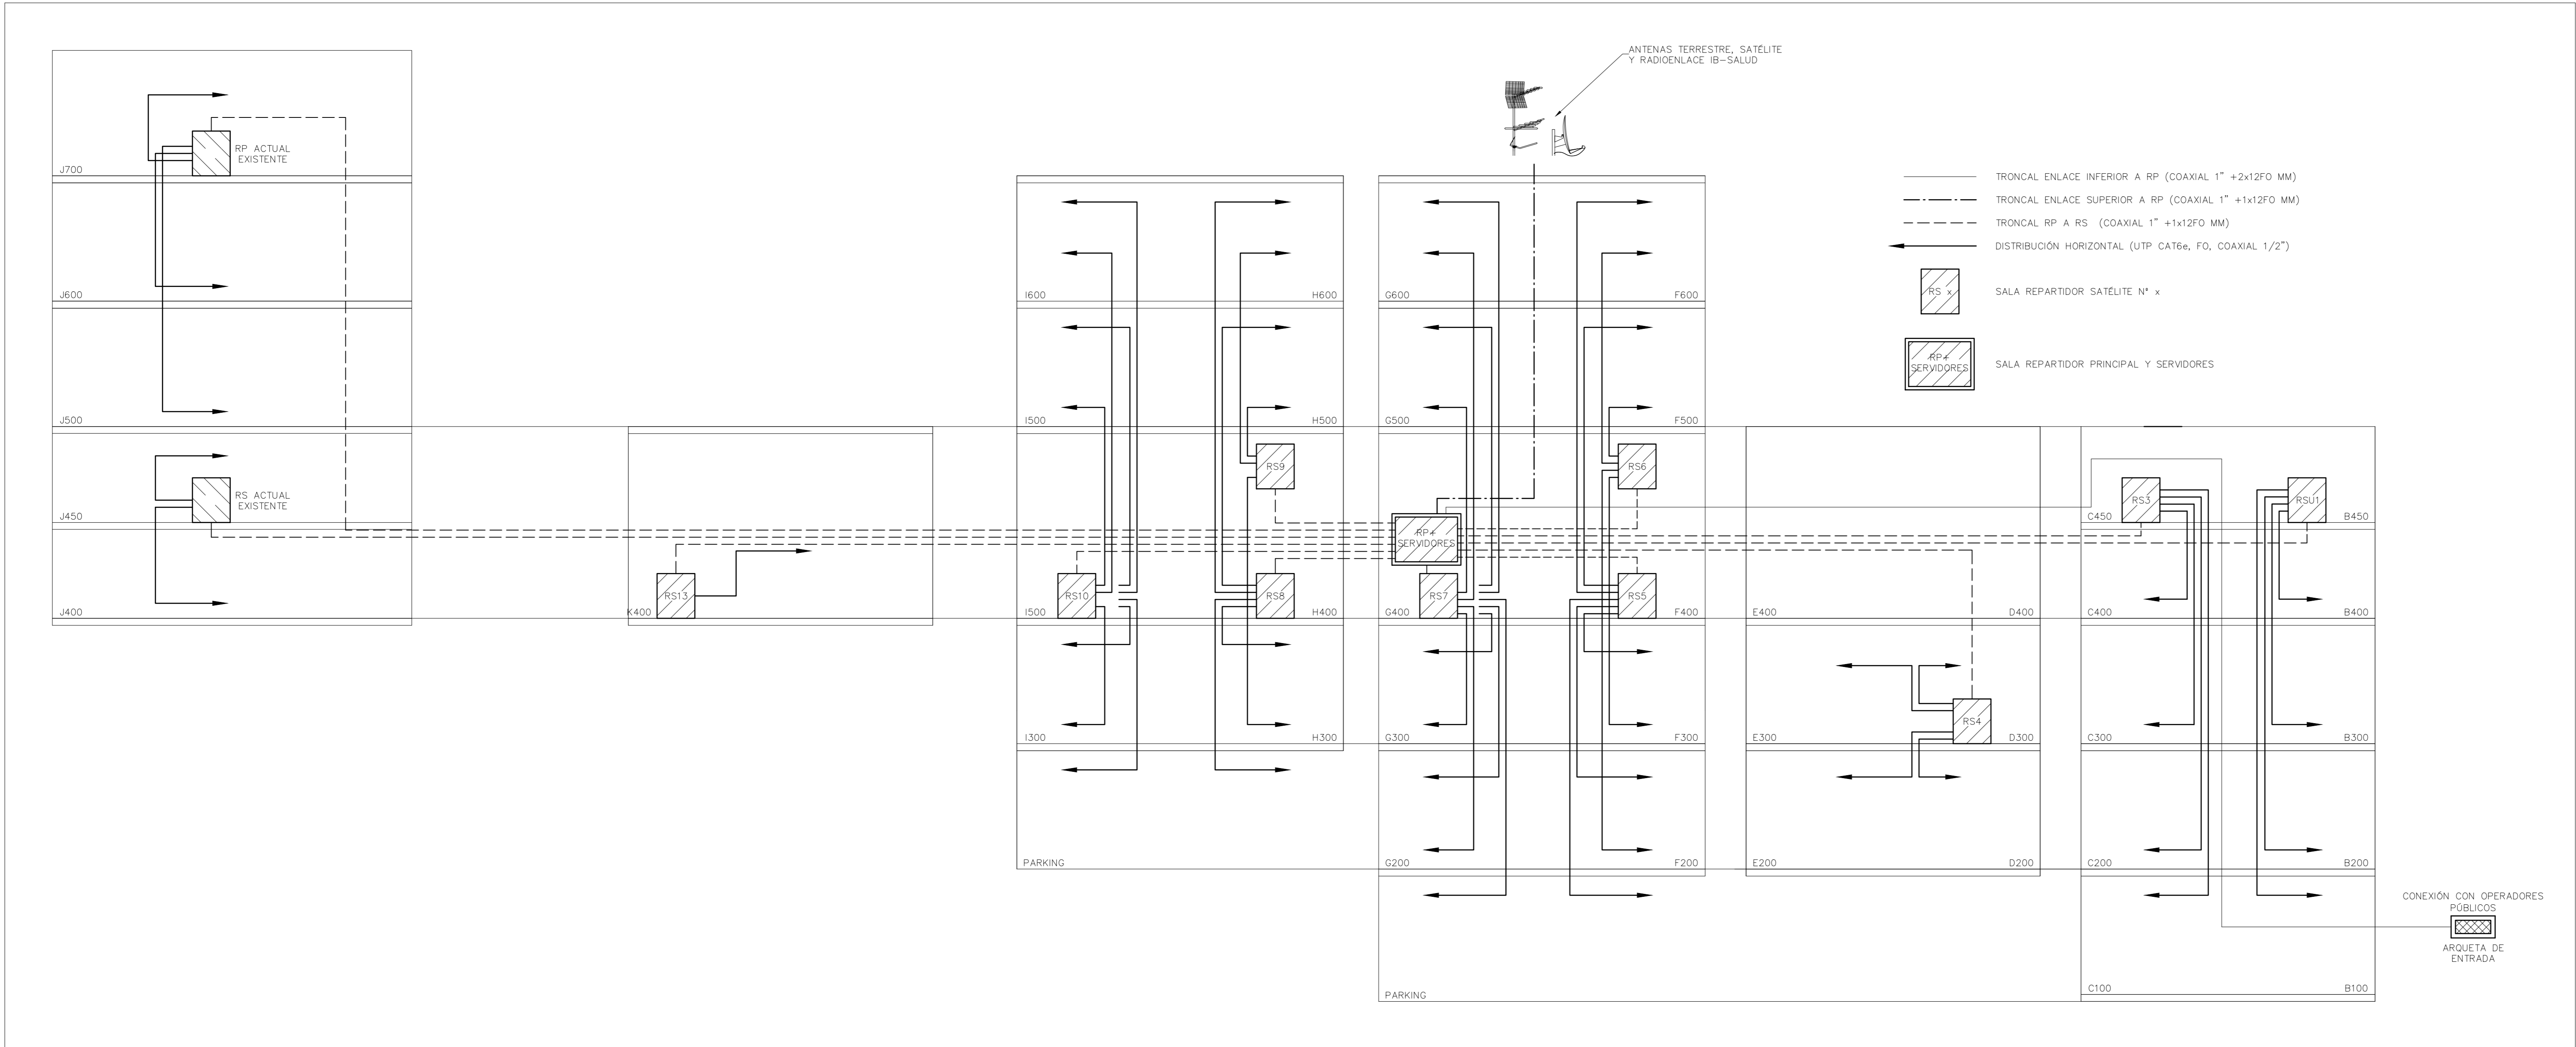 ANTENAS TERRESTRE, SATÉLITE
Y RADIOENLACE IB-SALUD
RP ACTUAL
EXISTENTE
J700
TRONCAL ENLACE INFERIOR A RP (COAXIAL 1" +2x12FO MM)
TRONCAL ENLACE SUPERIOR A RP (COAXIAL 1" +1x12FO MM)
TRONCAL RP A RS (COAXIAL 1" +1x12FO MM)
DISTRIBUCIÓN HORIZONTAL (UTP CAT6e, FO, COAXIAL 1/2")
RS x
SALA REPARTIDOR SATÉLITE Nº x
RP+
SERVIDORES
SALA REPARTIDOR PRINCIPAL Y SERVIDORES
J600
I600
H600
G600
F600
J500
I500
H500
G500
F500
RS9
RS6
RS ACTUAL
EXISTENTE
RS3
RSU1
J450
C450
B450
RP+
SERVIDORES
RS13
RS10
RS8
RS7
RS5
J400
K400
I500
H400
G400
F400
E400
D400
C400
B400
RS4
I300
H300
G300
F300
E300
D300
C300
B300
PARKING
G200
F200
E200
D200
C200
B200
CONEXIÓN CON OPERADORES
PÚBLICOS
ARQUETA DE
ENTRADA
PARKING
C100
B100